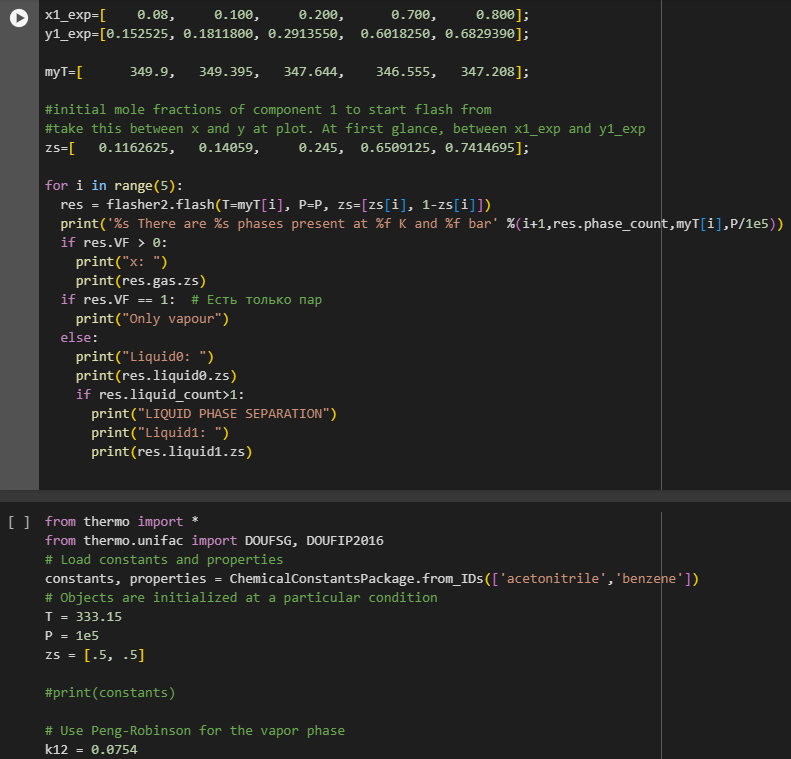 x1_exp=[    0.08,     0.100,     0.200,      0.700,     0.800];
y1_exp=[0.152525, 0.1811800, 0.2913550,  0.6018250, 0.6829390];
myT=[      349.9,   349.395,   347.644,    346.555,   347.208];
#initial mole fractions of component 1 to start flash from
#take this between x and y at plot. At first glance, between x1_exp and y1_exp
zs=[   0.1162625,   0.14059,     0.245,  0.6509125, 0.7414695];
for i in range(5):
  res = flasher2.flash(T=myT[i], P=P, zs=[zs[i], 1-zs[i]])
  print('%s There are %s phases present at %f K and %f bar' %(i+1,res.phase_count,myT[i],P/1e5))
  if res.VF > 0:
    print("x: ")
    print(res.gas.zs)
  if res.VF == 1:  # Есть только пар
    print("Only vapour")
  else:
    print("Liquid0: ")
    print(res.liquid0.zs)
    if res.liquid_count>1:
      print("LIQUID PHASE SEPARATION")
      print("Liquid1: ")
      print(res.liquid1.zs)
[ ] from thermo import *
from thermo.unifac import DOUFSG, DOUFIP2016
# Load constants and properties
constants, properties = ChemicalConstantsPackage.from_IDs(['acetonitrile','benzene'])
# Objects are initialized at a particular condition
T = 333.15
P = 1e5
zs = [.5, .5]
#print(constants)
# Use Peng-Robinson for the vapor phase
k12 = 0.0754